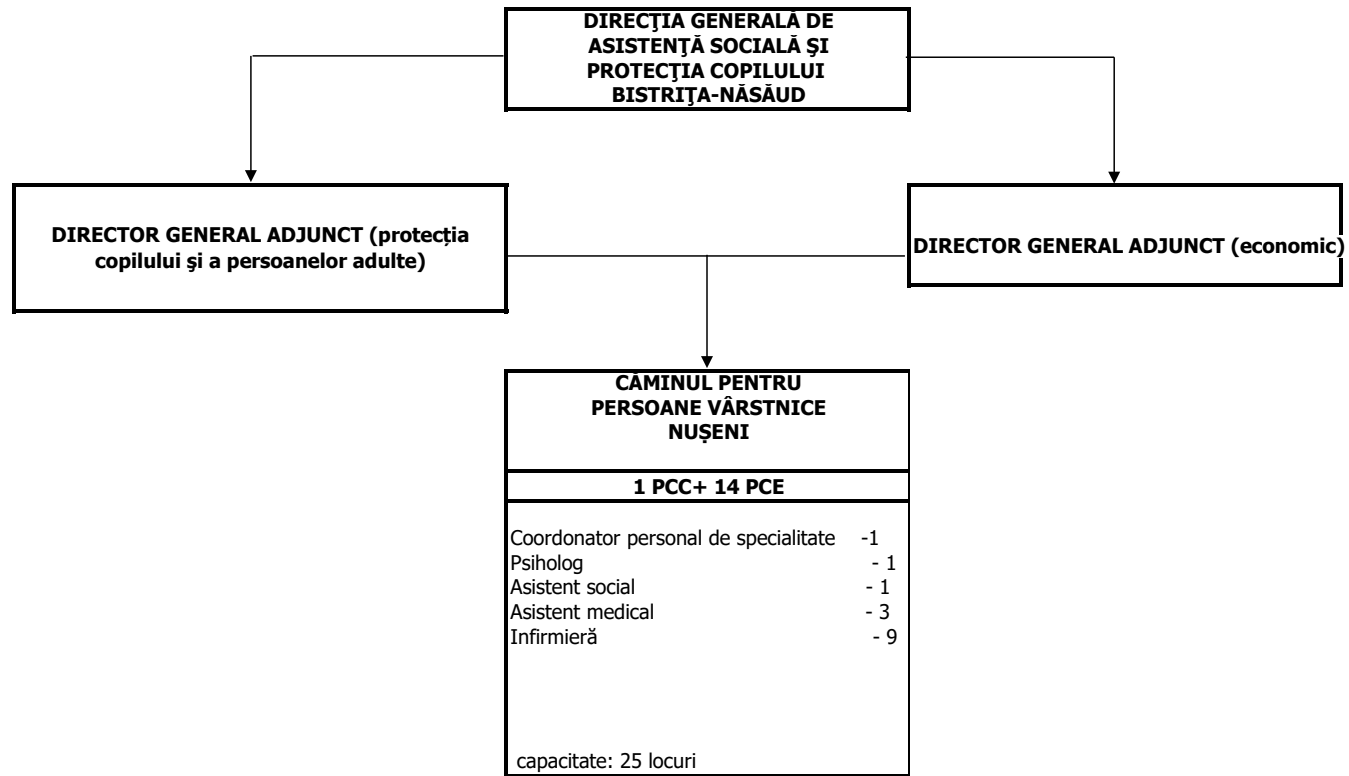 DIRECŢIA GENERALĂ DE
ASISTENŢĂ SOCIALĂ ŞI
PROTECŢIA COPILULUI
BISTRIŢA-NĂSĂUD
DIRECTOR GENERAL ADJUNCT (protecția
copilului şi a persoanelor adulte)
DIRECTOR GENERAL ADJUNCT (economic)
CĂMINUL PENTRU
PERSOANE VÂRSTNICE
NUȘENI
1 PCC+ 14 PCE
Coordonator personal de specialitate -1
Psiholog - 1
Asistent social - 1
Asistent medical - 3
Infirmieră - 9
capacitate: 25 locuri